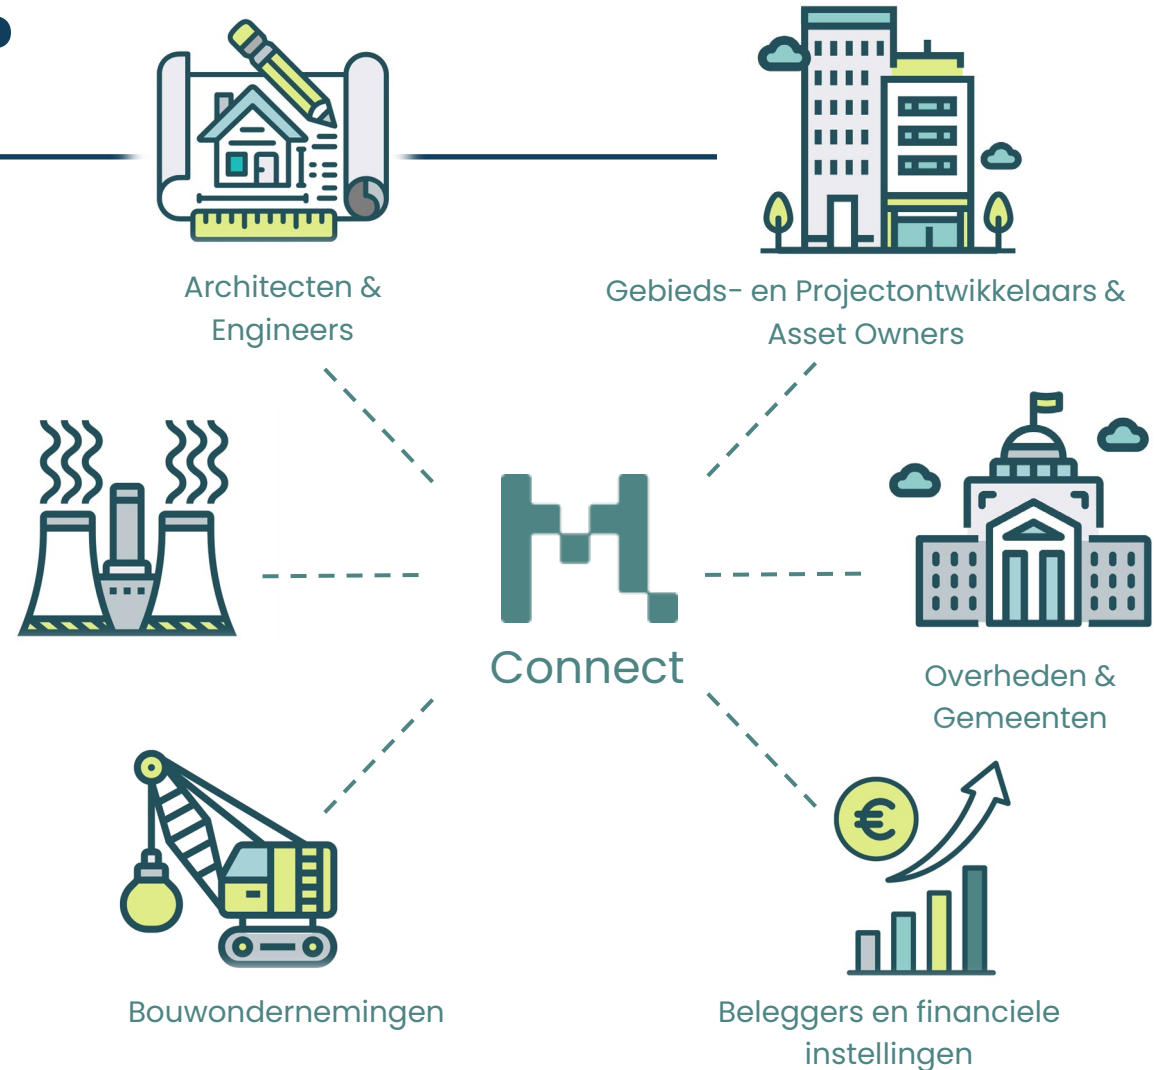 Architecten &
Engineers
Gebieds- en Projectontwikkelaars &
Asset Owners
Connect
Overheden &
Gemeenten
Bouwondernemingen
Beleggers en financiele
instellingen